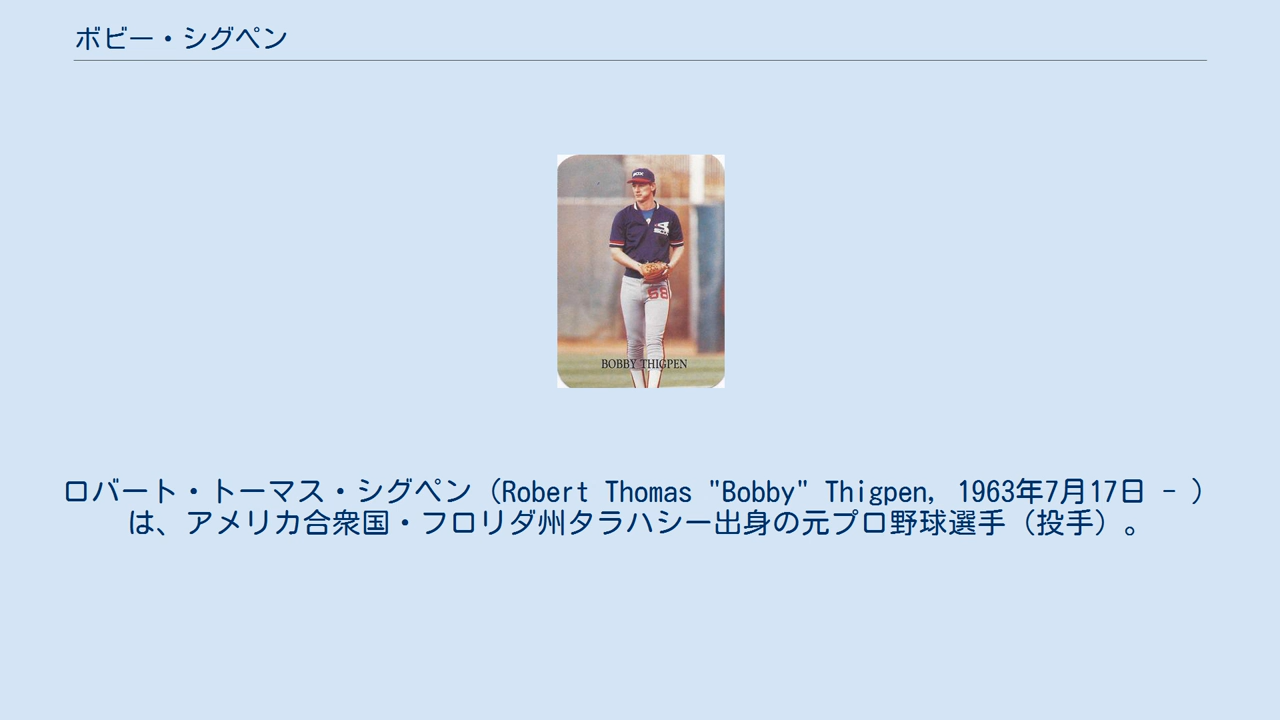 ボビー・シグペン
SOX
68
BOBBY THIGPEN
ロバート・トーマス・シグペン（Robert Thomas "Bobby" Thigpen, 1963年7月17日 - ）
は、アメリカ合衆国・フロリダ州タラハシー出身の元プロ野球選手（投手）。